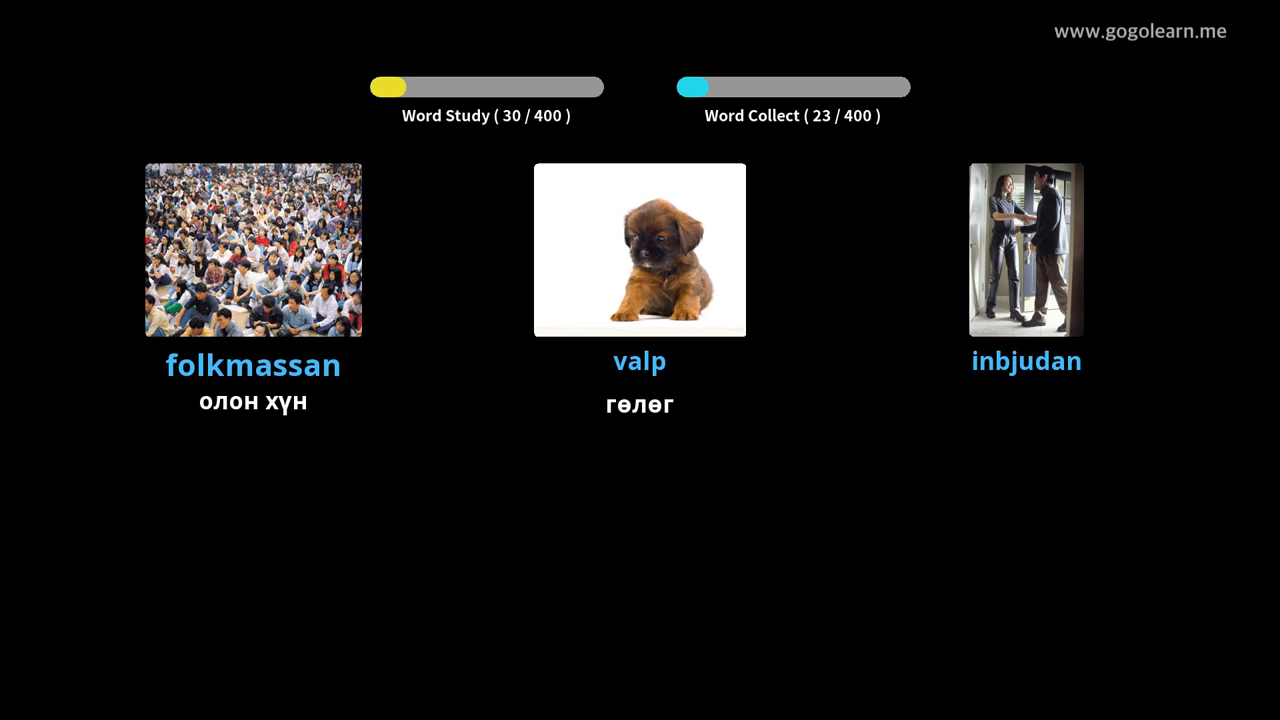 www.gogolearn.me
Word Study ( 30 / 400 )
Word Collect ( 23 / 400 )
folkmassan
valp
inbjudan
олон хүн
гөлөг